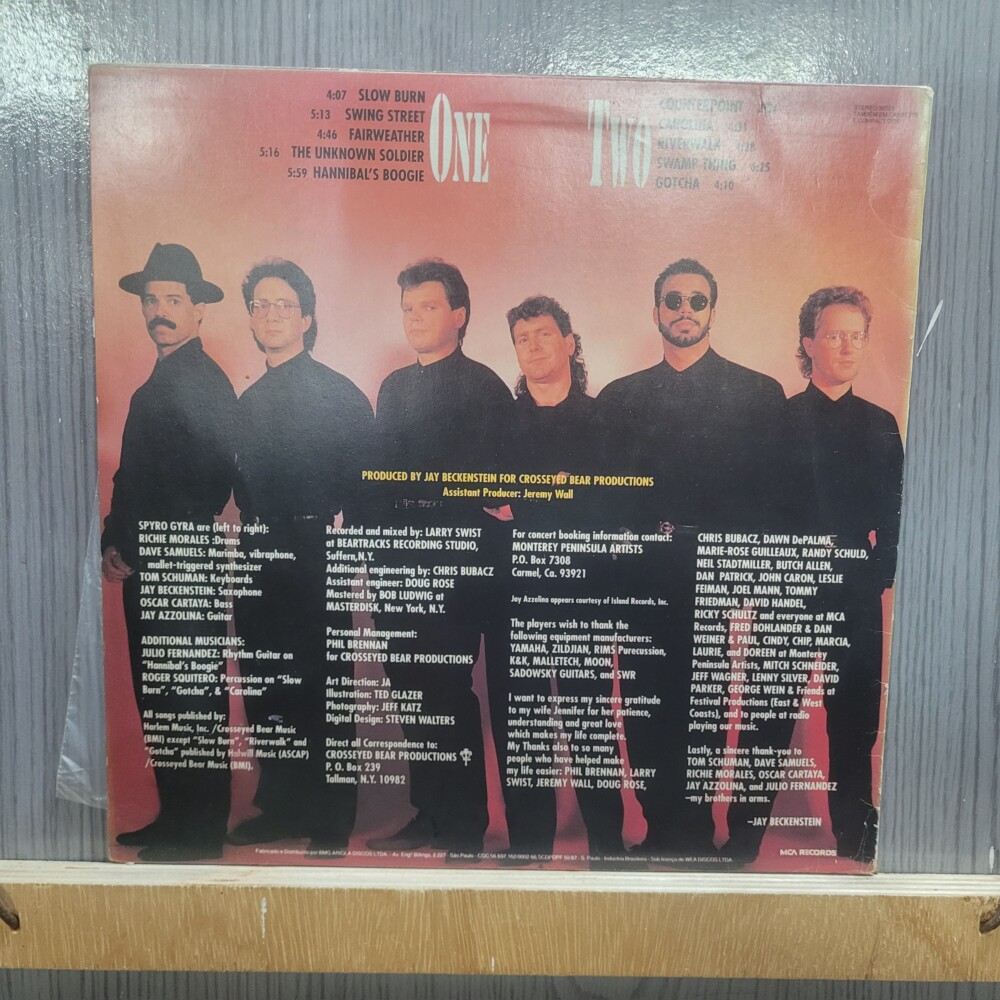 4:07 SLOW BURN
5:13 SWING STREET
4:46 FAIRWEATHER
5:16 THE UNKNOWN SOLDIER
5:59 HANNIBAL'S BOOGIE
ONE
TWO
COUNTERPOINT
CAROLINA 4:31
RIVERWALK 4:28
SWAMP THING 6:25
GOTCHA 4:10
PRODUCED BY JAY BECKENSTEIN FOR CROSSEYED BEAR PRODUCTIONS
Assistant Producer: Jeremy Wall
SPYRO GYRA are (left to right):
RICHIE MORALES :Drums
DAVE SAMUELS: Marimba, vibraphone,
mallet-triggered synthesizer
TOM SCHUMAN: Keyboards
JAY BECKENSTEIN: Saxophone
OSCAR CARTAYA: Bass
JAY AZZOLINA: Guitar
ADDITIONAL MUSICIANS:
JULIO FERNANDEZ: Rhythm Guitar on
"Hannibal's Boogie"
ROGER SQUITERO: Percussion on "Slow
Burn", "Gotcha", & "Carolina"
All songs published by:
Harlem Music, Inc. /Crosseyed Bear Music
(BMI) except "Slow Burn", "Riverwalk" and
"Gotcha" published by Halwill Music (ASCAP)
/Crosseyed Bear Music (BMI).
Recorded and mixed by: LARRY SWIST
at BEARTRACKS RECORDING STUDIO,
Suffern,N.Y.
Additional engineering by: CHRIS BUBACZ
Assistant engineer: DOUG ROSE
Mastered by BOB LUDWIG at
MASTERDISK, New York, N.Y.
Personal Management:
PHIL BRENNAN
for CROSSEYED BEAR PRODUCTIONS
Art Direction: JA
Illustration: TED GLAZER
Photography: JEFF KATZ
Digital Design: STEVEN WALTERS
Direct all Correspondence to:
CROSSEYED BEAR PRODUCTIONS
P. O. Box 239
Tallman, N.Y. 10982
For concert booking information contact:
MONTEREY PENINSULA ARTISTS
P.O. Box 7308
Carmel, Ca. 93921
Jay Azzolina appears courtesy of Island Records, Inc.
The players wish to thank the
following equipment manufacturers:
YAMAHA, ZILDJIAN, RIMS Purecussion,
K&K, MALLETECH, MOON,
SADOWSKY GUITARS, and SWR
I want to express my sincere gratitude
to my wife Jennifer for her patience,
understanding and great love
which makes my life complete.
My Thanks also to so many
people who have helped make
my life easier: PHIL BRENNAN, LARRY
SWIST, JEREMY WALL, DOUG ROSE,
CHRIS BUBACZ, DAWN DePALMA,
MARIE-ROSE GUILLEAUX, RANDY SCHULD,
NEIL STADTMILLER, BUTCH ALLEN,
DAN PATRICK, JOHN CARON, LESLIE
FEIMAN, JOEL MANN, TOMMY
FRIEDMAN, DAVID HANDEL,
RICKY SCHULTZ and everyone at MCA
Records, FRED BOHLANDER & DAN
WEINER & PAUL, CINDY, CHIP, MARCIA,
LAURIE, and DOREEN at Monterey
Peninsula Artists, MITCH SCHNEIDER,
JEFF WAGNER, LENNY SILVER, DAVID
PARKER, GEORGE WEIN & Friends at
Festival Productions (East & West
Coasts), and to people at radio
playing our music.
Lastly, a sincere thank-you to
TOM SCHUMAN, DAVE SAMUELS,
RICHIE MORALES, OSCAR CARTAYA,
JAY AZZOLINA, and JULIO FERNANDEZ
—my brothers in arms.
—JAY BECKENSTEIN
Fabricado e Distribuído por BMG ARIOLA DISCOS LTDA
São Paulo
Indústria Brasileira
MCA RECORDS